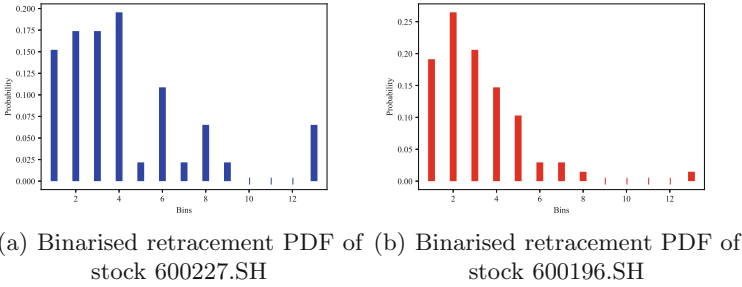 0.200
0.175
0.150
0.125
0.100
0.075
0.050
0.025
0.000
Probability
2 4 6 8 10 12
Bins
0.25
0.20
0.15
0.10
0.05
0.00
Probability
2 4 6 8 10 12
Bins
a) Binarised retracement PDF of
stock 600227.SH
(b) Binarised retracement PDF of
stock 600196.SH